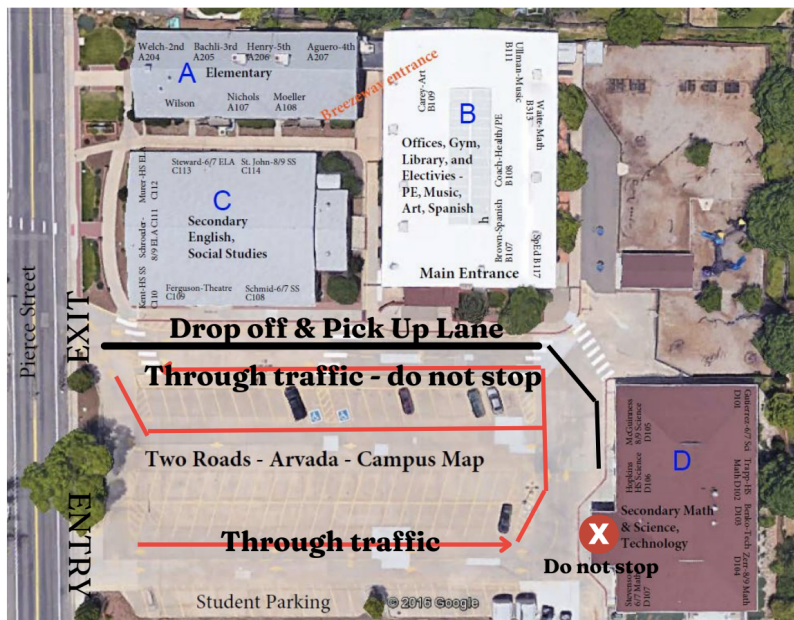 Welch-2nd
A204
Bachli-3rd
A205
Henry-5th
A206
Aguero-4th
A207
A
Elementary
Wilson
Nichols
A107
Moeller
A108
Breezeway entrance
Carey-Art
B109
Ullman-Music
B111
B
Waite-Math
B313
Offices, Gym,
Library, and
Electivies -
PE, Music,
Art, Spanish
Coach-Health/PE
B108
h
Brown-Spanish
B107
(SpEd B117
Main Entrance
Steward-6/7 ELA
C113
St. John-8/9 SS
C114
Murer-HS ELA
C112
C
Secondary
English,
Social Studies
Schrouder-
8/9 ELA C111
Kent-HS SS
C110
Ferguson-Theatre
C109
Schmid-6/7 SS
C108
Pierce Street
EXIT
Drop off & Pick Up Lane
Through traffic - do not stop
Two Roads - Arvada - Campus Map
ENTRY
Through traffic
Student Parking
© 2016 Google
McGuinness
8/9 Science
D105
Gutierrez-6/7 Sci
D101
Hopkins
HS Science
D106
D
Trapp-HS
Math D102
Benko-Tech
D103
Secondary Math
& Science,
Technology
X
Do not stop
Zerr-8/9 Math
D104
Stevenson
6/7 Math
D107